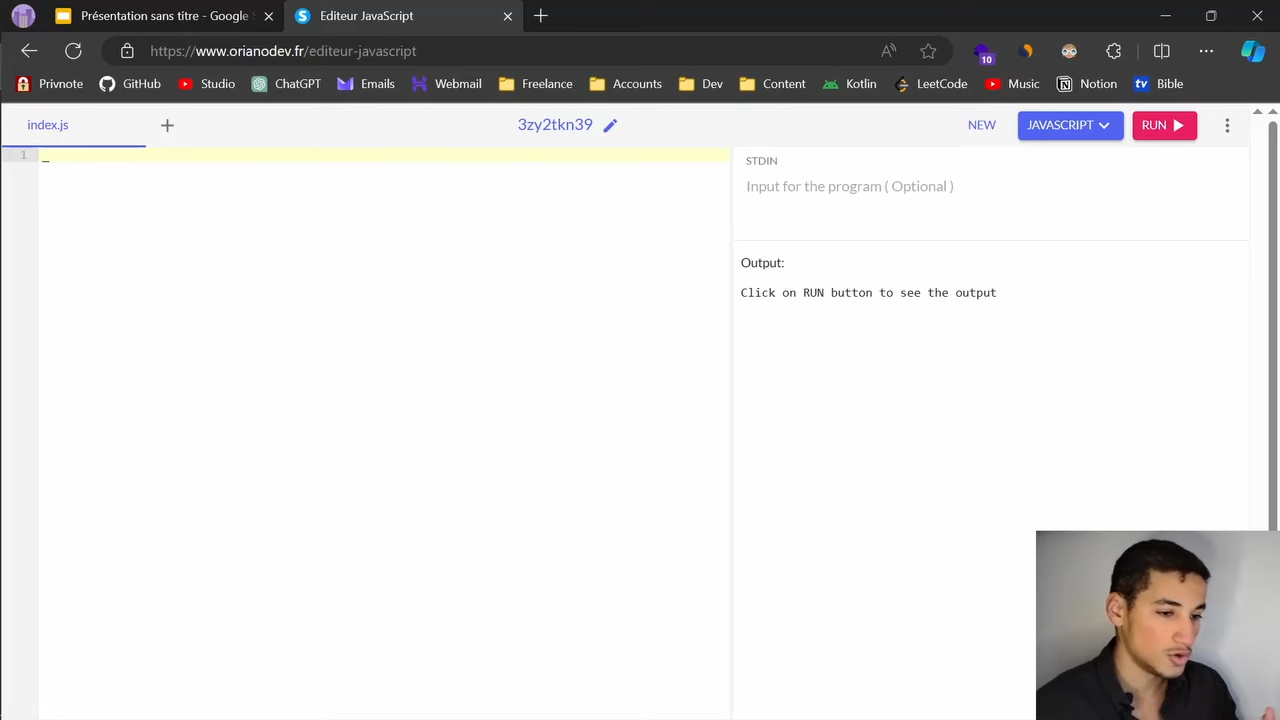 Présentation sans titre - Google
Editeur JavaScript
https://www.orianodev.fr/editeur-javascript
10
Privnote GitHub Studio ChatGPT Emails Webmail Freelance Accounts Dev Content Kotlin LeetCode Music Notion Bible
index.js
3zy2tkn39
NEW
JAVASCRIPT
RUN
1
STDIN
Input for the program ( Optional )
Output:
Click on RUN button to see the output